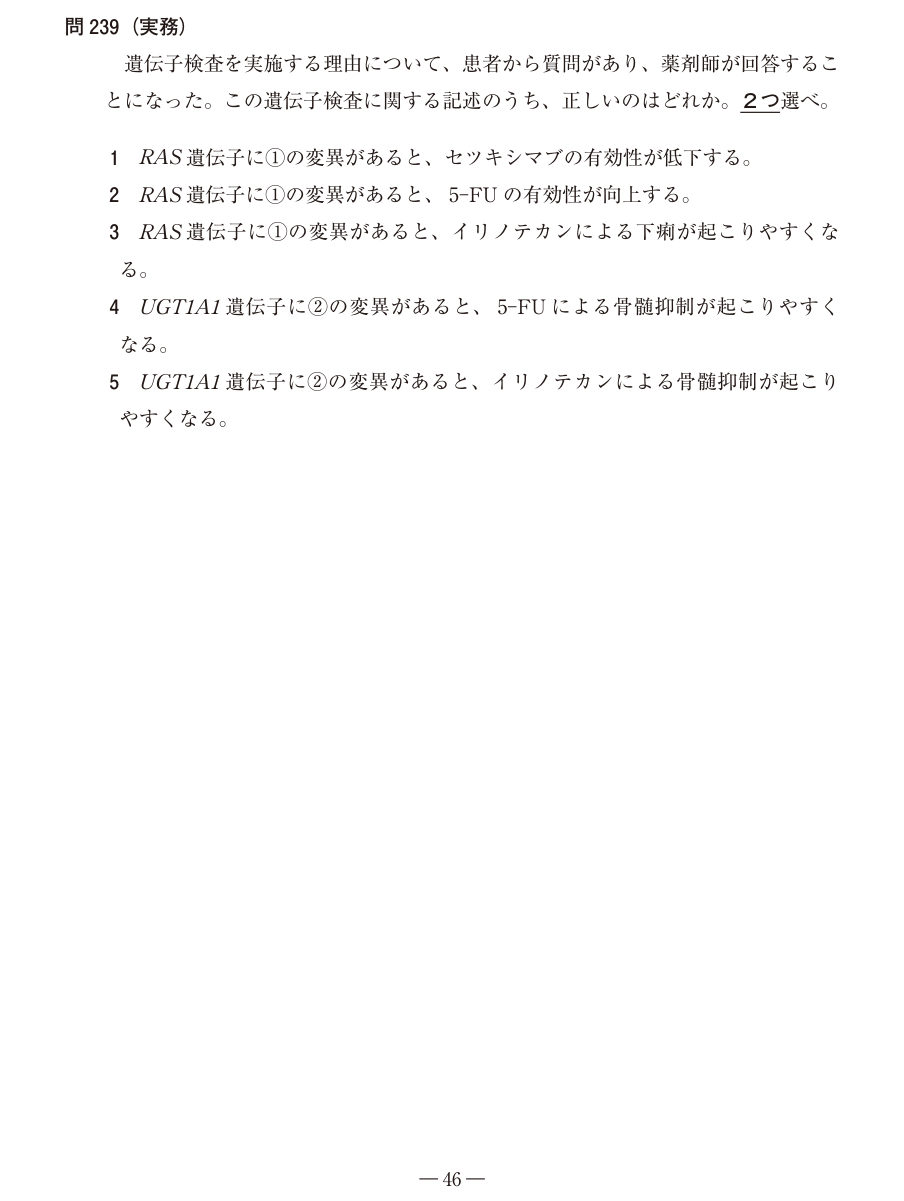 問 239（実務）
遺伝子検査を実施する理由について、患者から質問があり、薬剤師が回答するこ
とになった。この遺伝子検査に関する記述のうち、正しいのはどれか。２つ選べ。
1 RAS 遺伝子に①の変異があると、セツキシマブの有効性が低下する。
2 RAS 遺伝子に①の変異があると、 5-FU の有効性が向上する。
3 RAS 遺伝子に①の変異があると、イリノテカンによる下痢が起こりやすくな
る。
4 UGT1A1 遺伝子に②の変異があると、 5-FU による骨髄抑制が起こりやすく
なる。
5 UGT1A1 遺伝子に②の変異があると、イリノテカンによる骨髄抑制が起こり
やすくなる。
— 46 —